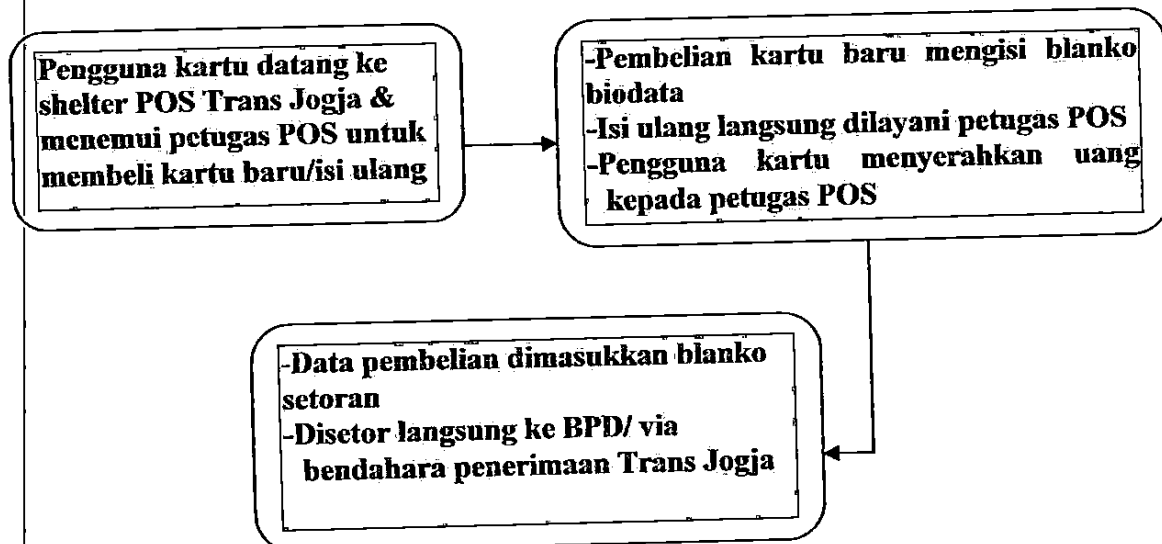 Pengguna kartu datang ke
shelter POS Trans Jogja &
menemui petugas POS untuk
membeli kartu baru/isi ulang
-Pembelian kartu baru mengisi blanko
biodata
-Isi ulang langsung dilayani petugas POS
-Pengguna kartu menyerahkan uang
kepada petugas POS
-Data pembelian dimasukkan blanko
setoran
-Disetor langsung ke BPD/ via
bendahara penerimaan Trans Jogja